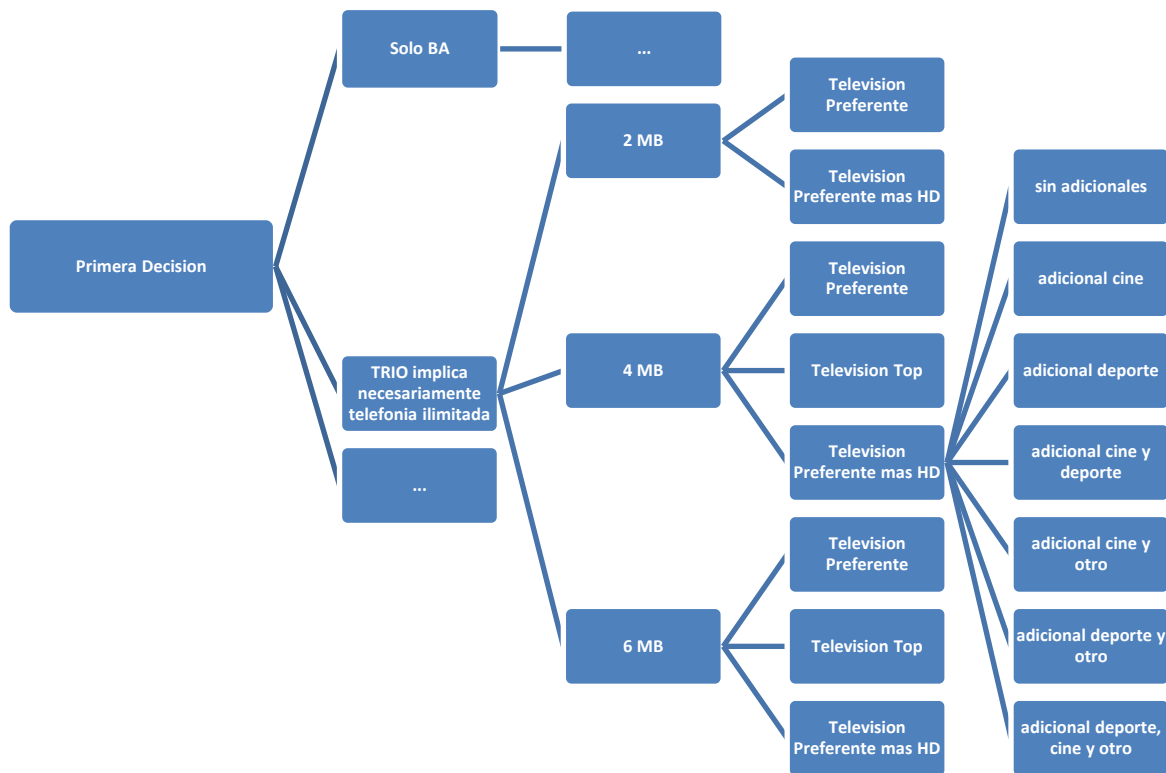 Solo BA
...
2 MB
Television
Preferente
Television
Preferente mas HD
Primera Decision
TRIO implica
necesariamente
telefonia ilimitada
...
4 MB
Television
Preferente
Television Top
Television
Preferente mas HD
sin adicionales
adicional cine
adicional deporte
adicional cine y
deporte
adicional cine y
otro
adicional deporte y
otro
adicional deporte,
cine y otro
6 MB
Television
Preferente
Television Top
Television
Preferente mas HD